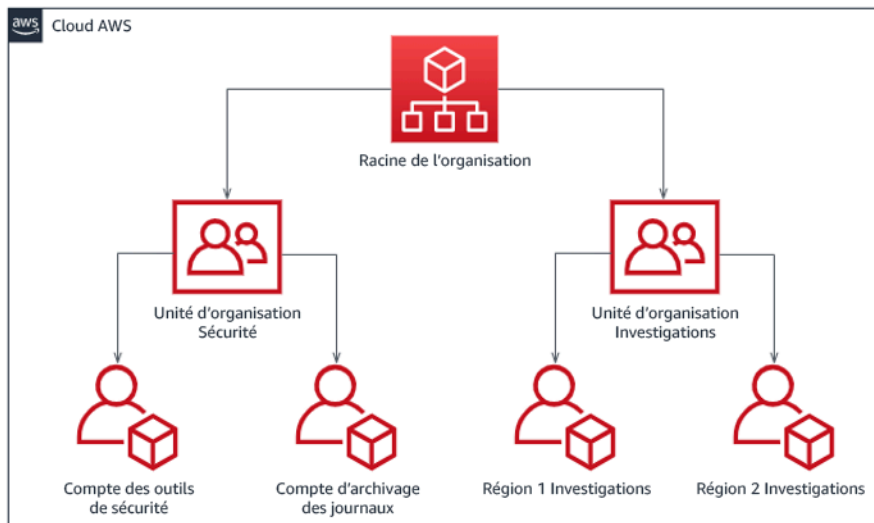 aws
Cloud AWS
Racine de l'organisation
Unité d'organisation
Sécurité
Unité d'organisation
Investigations
Compte des outils
de sécurité
Compte d'archivage
des journaux
Région 1 Investigations
Région 2 Investigations